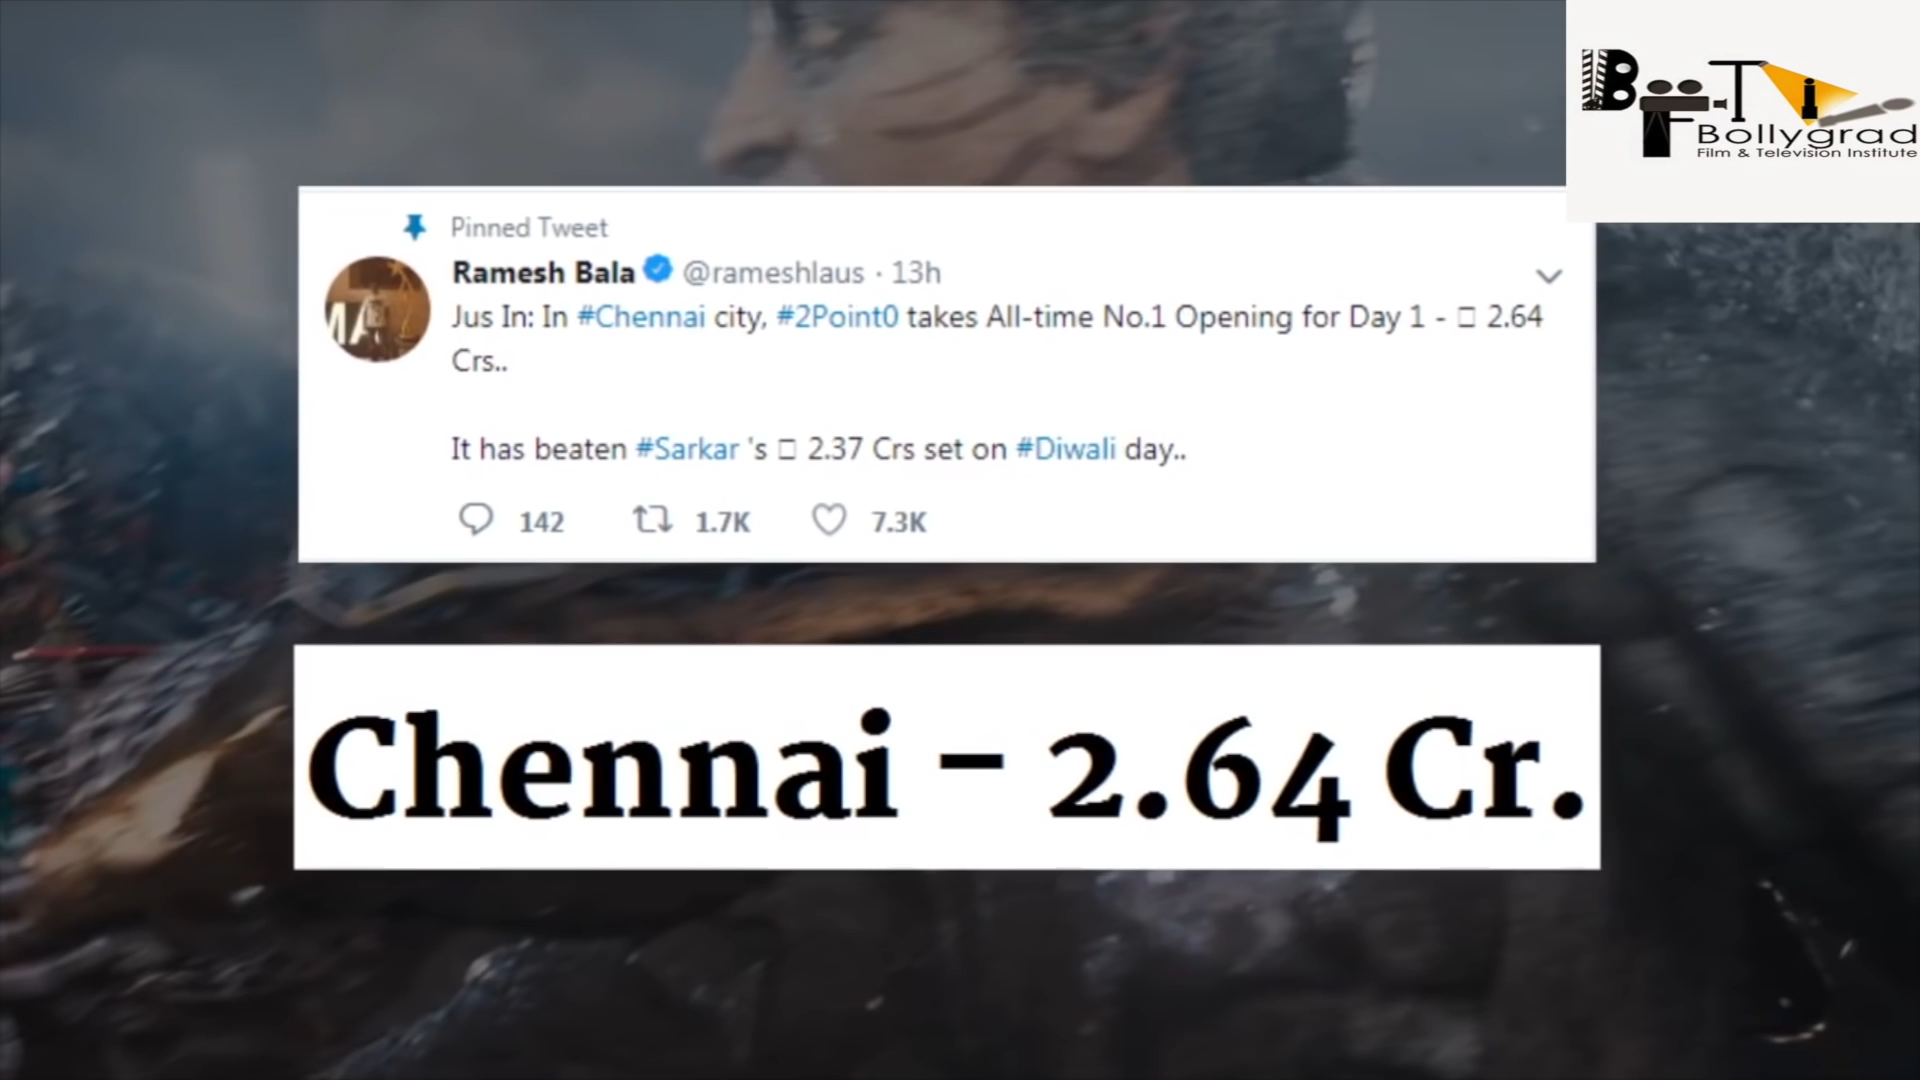 BFTI
Bollygrad
Film & Television Institute
Pinned Tweet
Ramesh Bala @rameshlaus · 13h
Jus In: In #Chennai city, #2Point0 takes All-time No.1 Opening for Day 1 - □ 2.64
Crs..
It has beaten #Sarkar 's □ 2.37 Crs set on #Diwali day..
142 1.7K 7.3K
Chennai – 2.64 Cr.